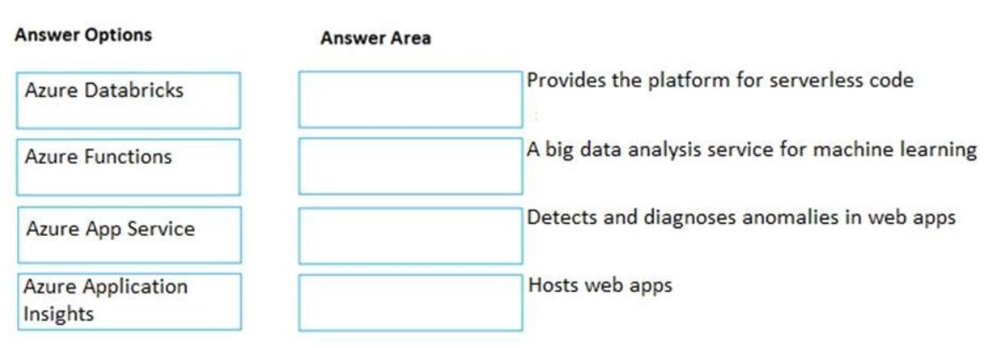 Answer Options
Answer Area
Azure Databricks
Provides the platform for serverless code
Azure Functions
A big data analysis service for machine learning
Azure App Service
Detects and diagnoses anomalies in web apps
Azure Application
Insights
Hosts web apps